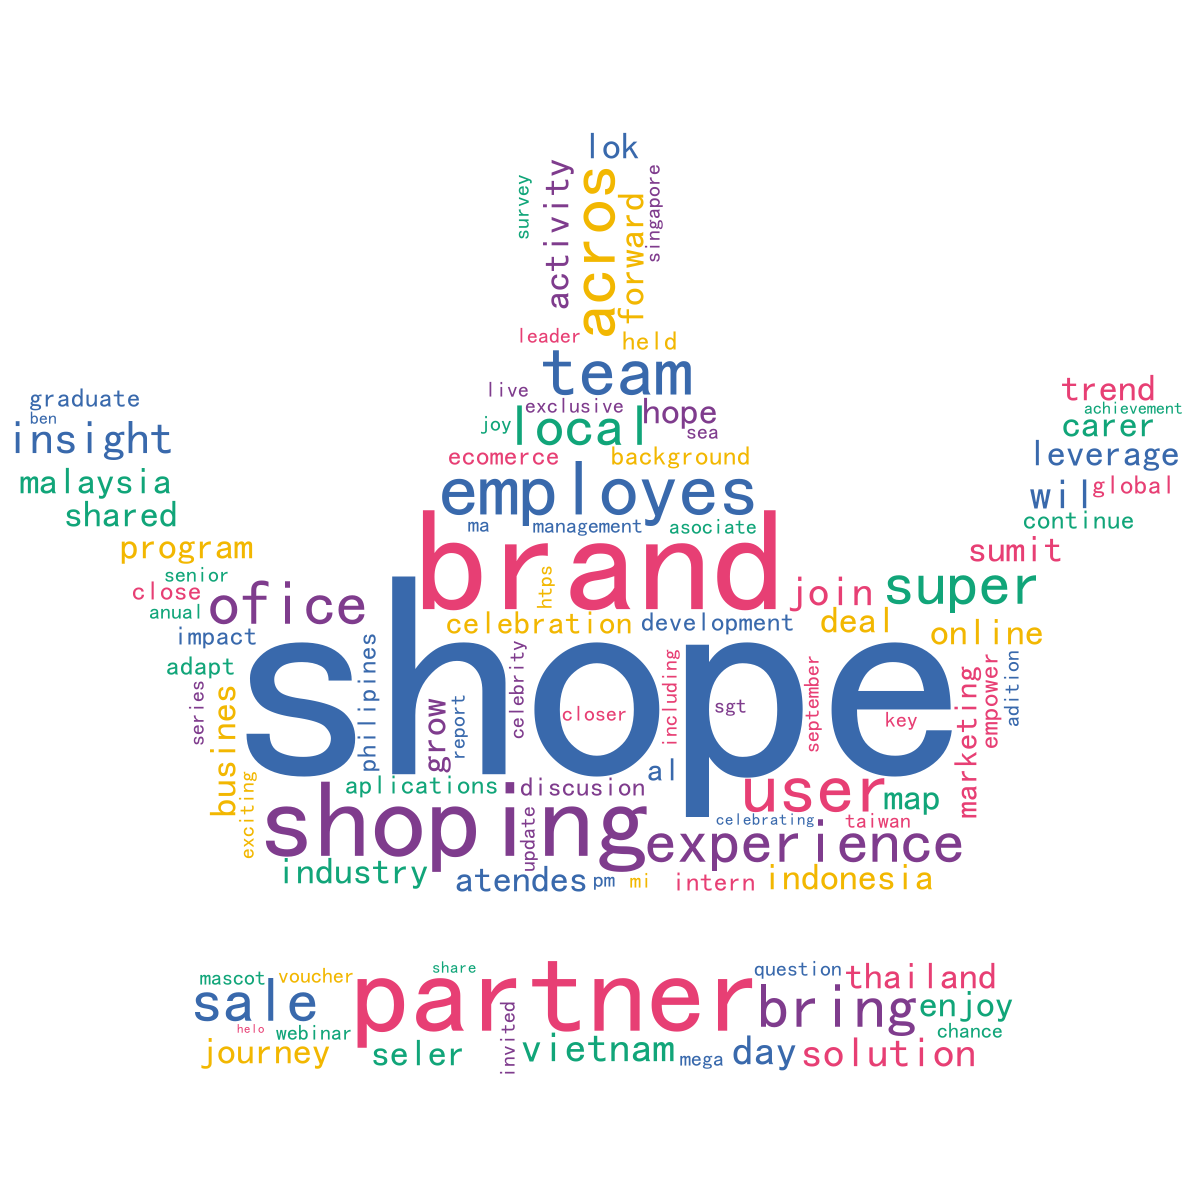 lok
survey
activity
acros
forward
singapore
leader
held
team
graduate
ben
insight
live
exclusive
hope
joy
local
sea
trend
achievement
carer
leverage
malaysia
ecomerce
background
wil
global
shared
employes
continue
ma
management
asociate
program
brand
sumit
senior
close
anual
ofice
https
join
super
impact
celebration
development
deal
online
adapt
shope
series
busines
philipines
grow
report
celebrity
closer
including
sgt
september
key
marketing
empower
adition
exciting
aplications
discusion
al
user
map
shoping
update
celebrating
taiwan
experience
industry
atendes
pm
mi
intern
indonesia
mascot
voucher
share
question
thailand
sale
partner
bring
enjoy
helo
webinar
invited
chance
journey
seler
vietnam
mega
day
solution